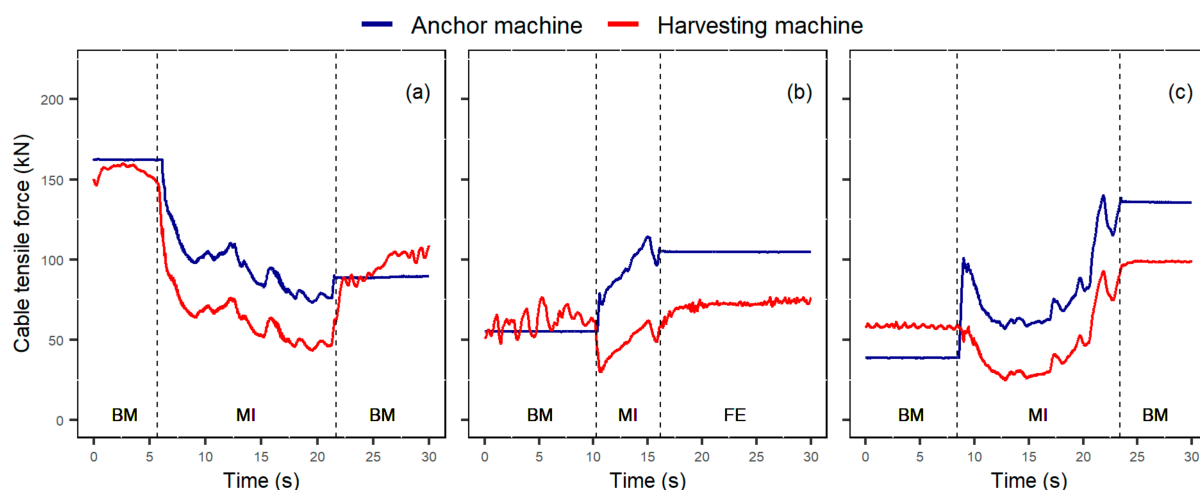 Anchor machine Harvesting machine
Cable tensile force (kN)
200
150
100
50
0
(a)
BM MI BM
0 5 10 15 20 25 30
Time (s)
(b)
BM MI FE
0 5 10 15 20 25 30
Time (s)
(c)
BM MI BM
0 5 10 15 20 25 30
Time (s)